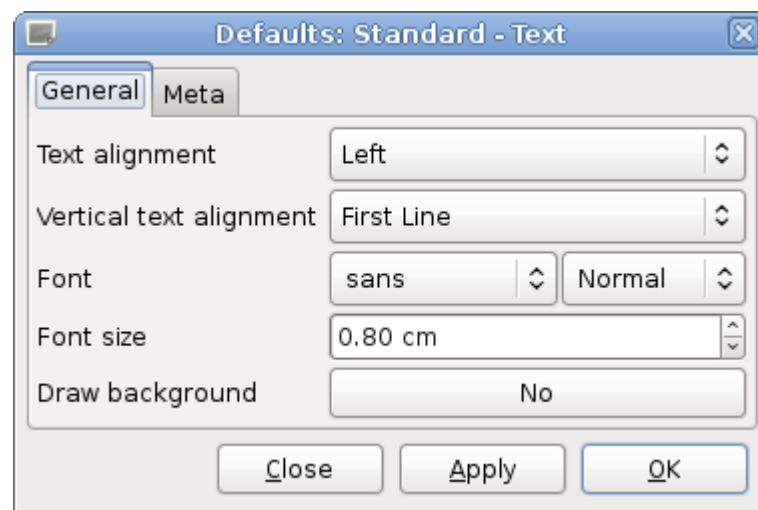 Defaults: Standard - Text
General Meta
Text alignment Left
Vertical text alignment First Line
Font sans Normal
Font size 0.80 cm
Draw background No
Close Apply OK